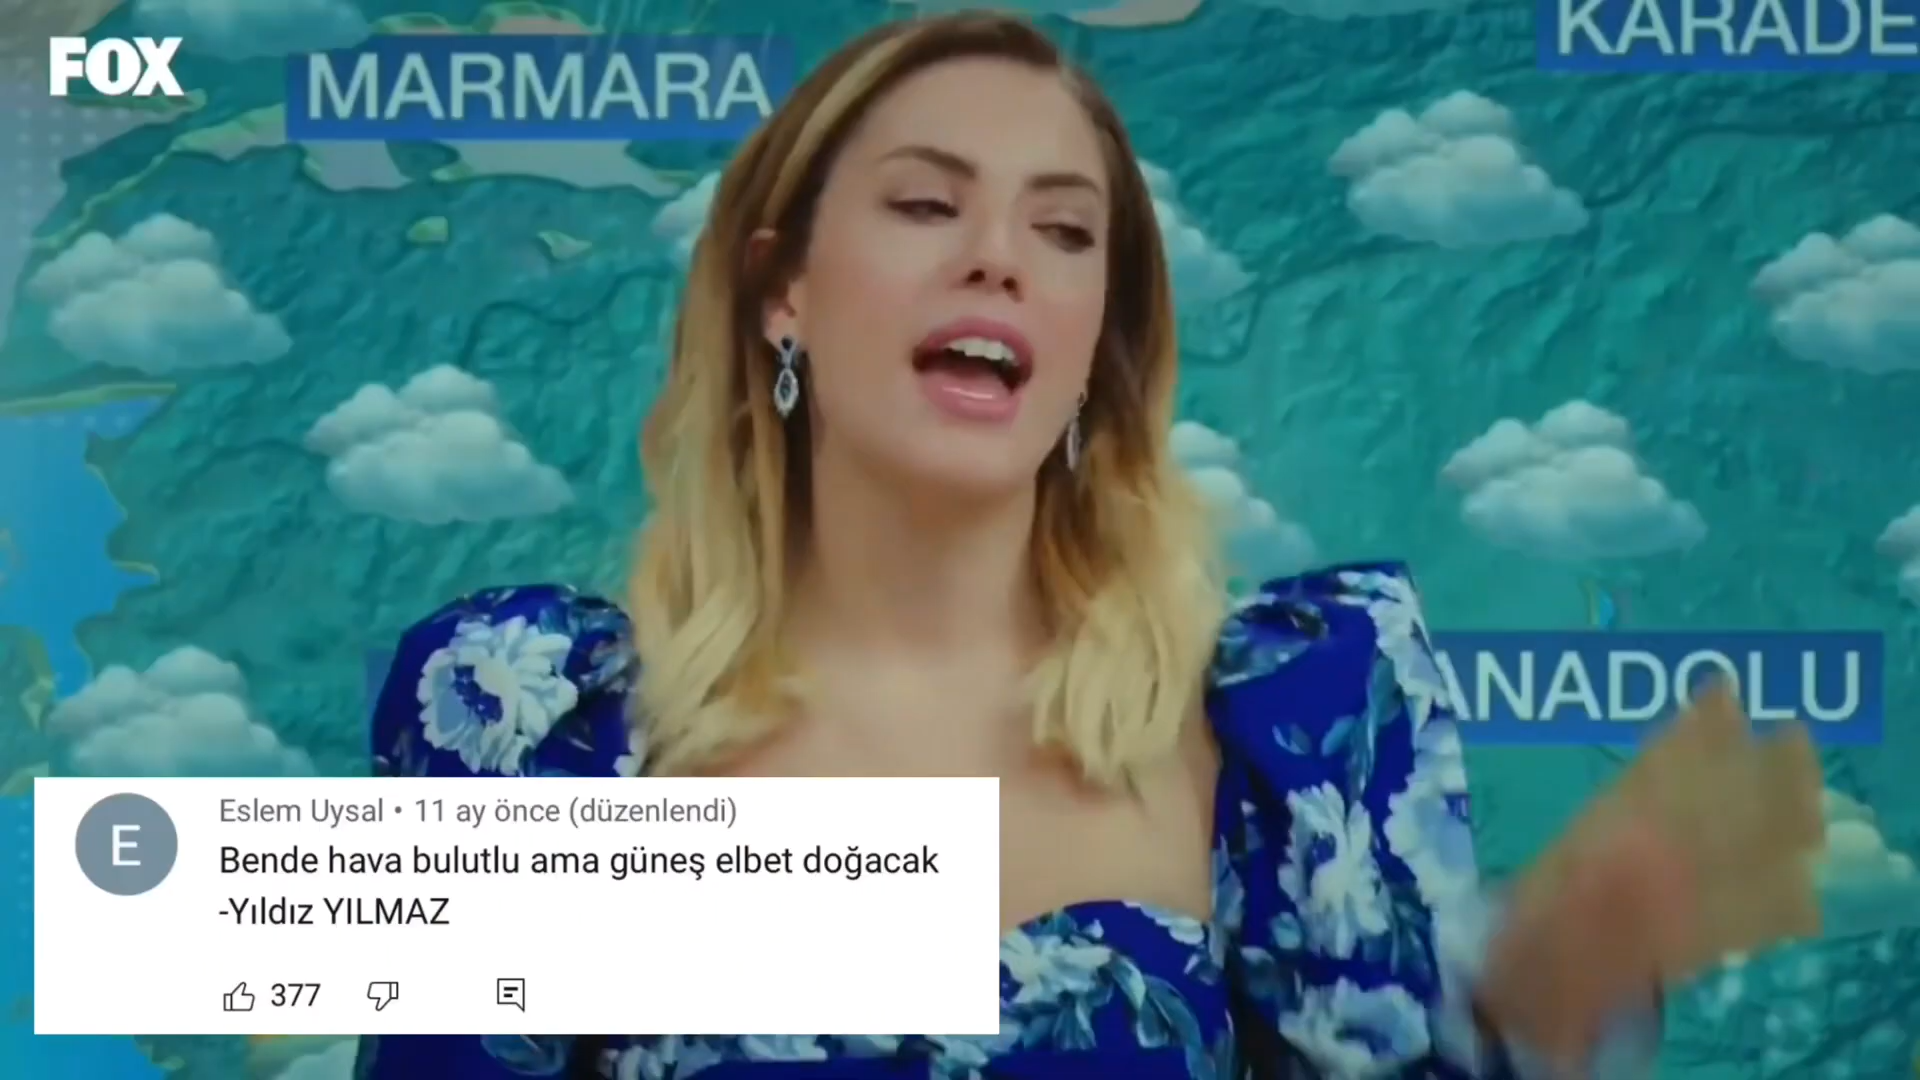 FOX
MARMARA
KARADE
ANADOLU
E
Eslem Uysal • 11 ay önce (düzenlendi)
Bende hava bulutlu ama güneş elbet doğacak
-Yıldız YILMAZ
377